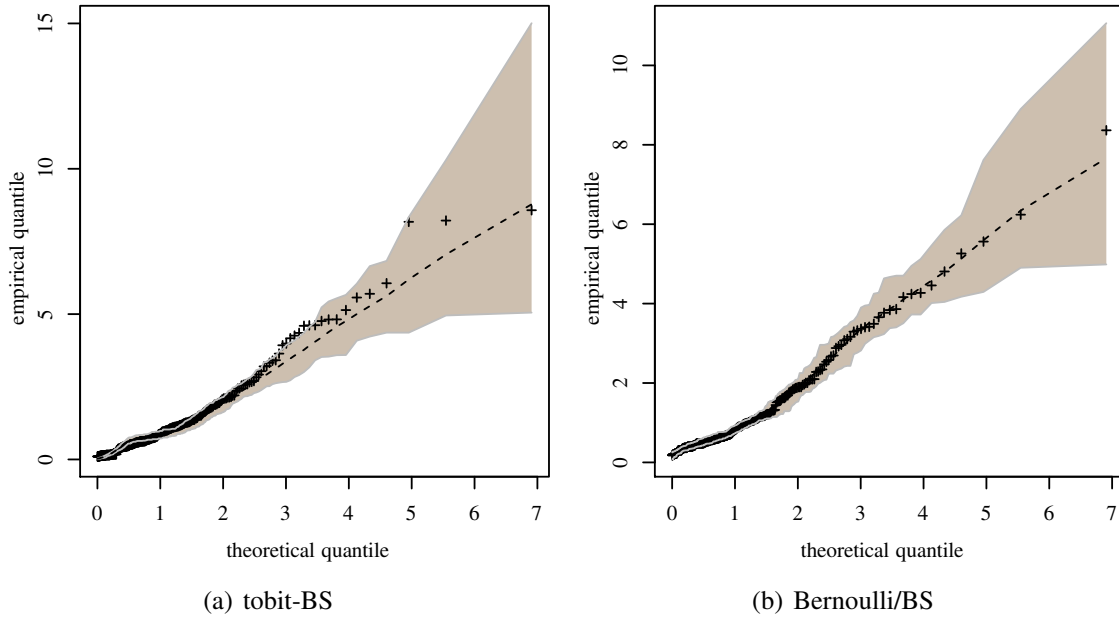 15
10
5
0
empirical quantile
0 1 2 3 4 5 6 7
theoretical quantile
(a) tobit-BS
10
8
6
4
2
0
empirical quantile
0 1 2 3 4 5 6 7
theoretical quantile
(b) Bernoulli/BS